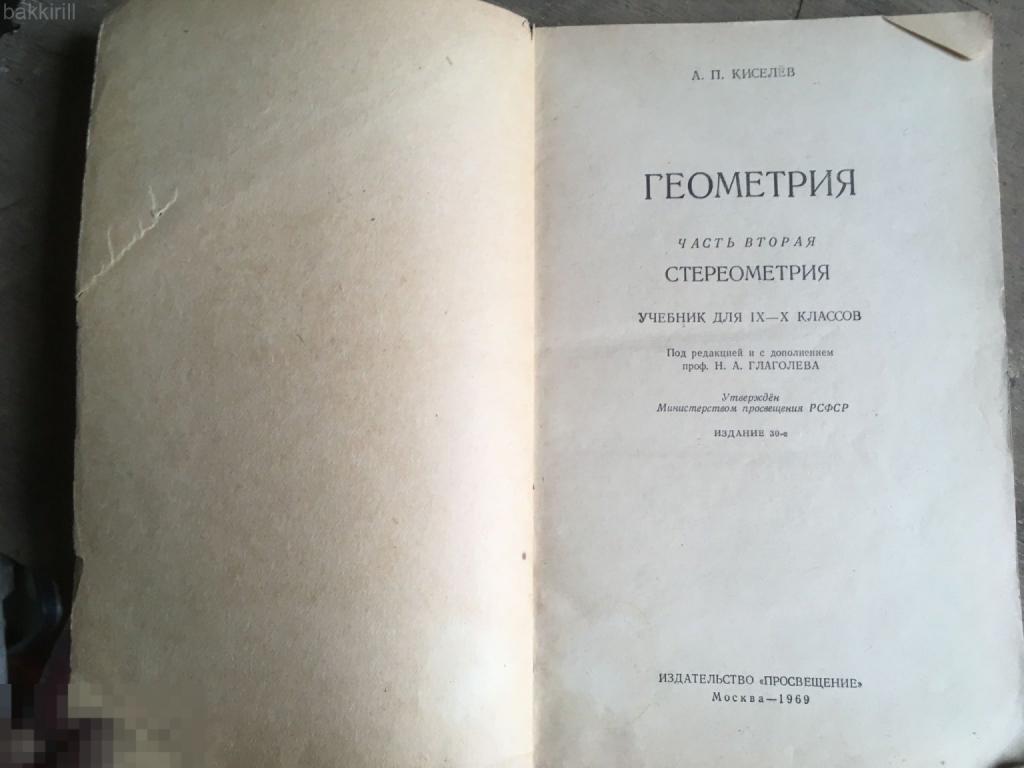 bakkirill
А. П. КИСЕЛЁВ
ГЕОМЕТРИЯ
ЧАСТЬ ВТОРАЯ
СТЕРЕОМЕТРИЯ
УЧЕБНИК ДЛЯ IX—X КЛАССОВ
Под редакцией и с дополнением
проф. Н. А. ГЛАГОЛЕВА
Утверждён
Министерством просвещения РСФСР
ИЗДАНИЕ 30-е
ИЗДАТЕЛЬСТВО «ПРОСВЕЩЕНИЕ»
Москва—1969